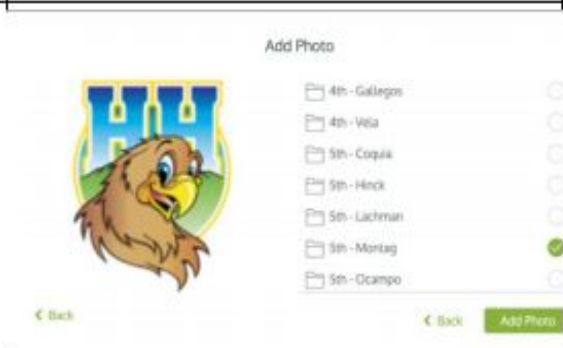 Add Photo
HH
4th - Gallegos
4th - Vela
5th - Coquia
5th - Hinck
5th - Lachman
5th - Montag
5th - Ocampo
< Back
< Back
Add Photo